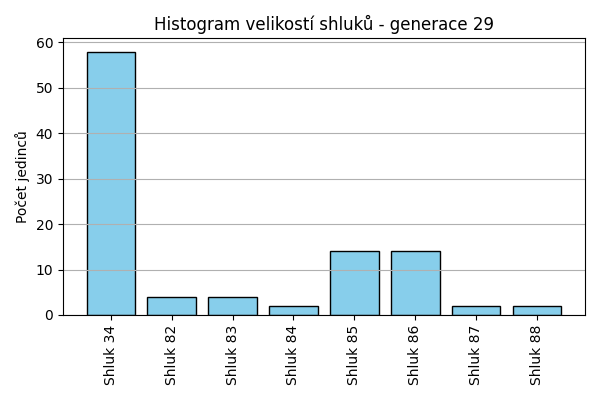 Histogram velikostí shluků - generace 29
Počet jedinců
60
50
40
30
20
10
0
Shluk 34
Shluk 82
Shluk 83
Shluk 84
Shluk 85
Shluk 86
Shluk 87
Shluk 88